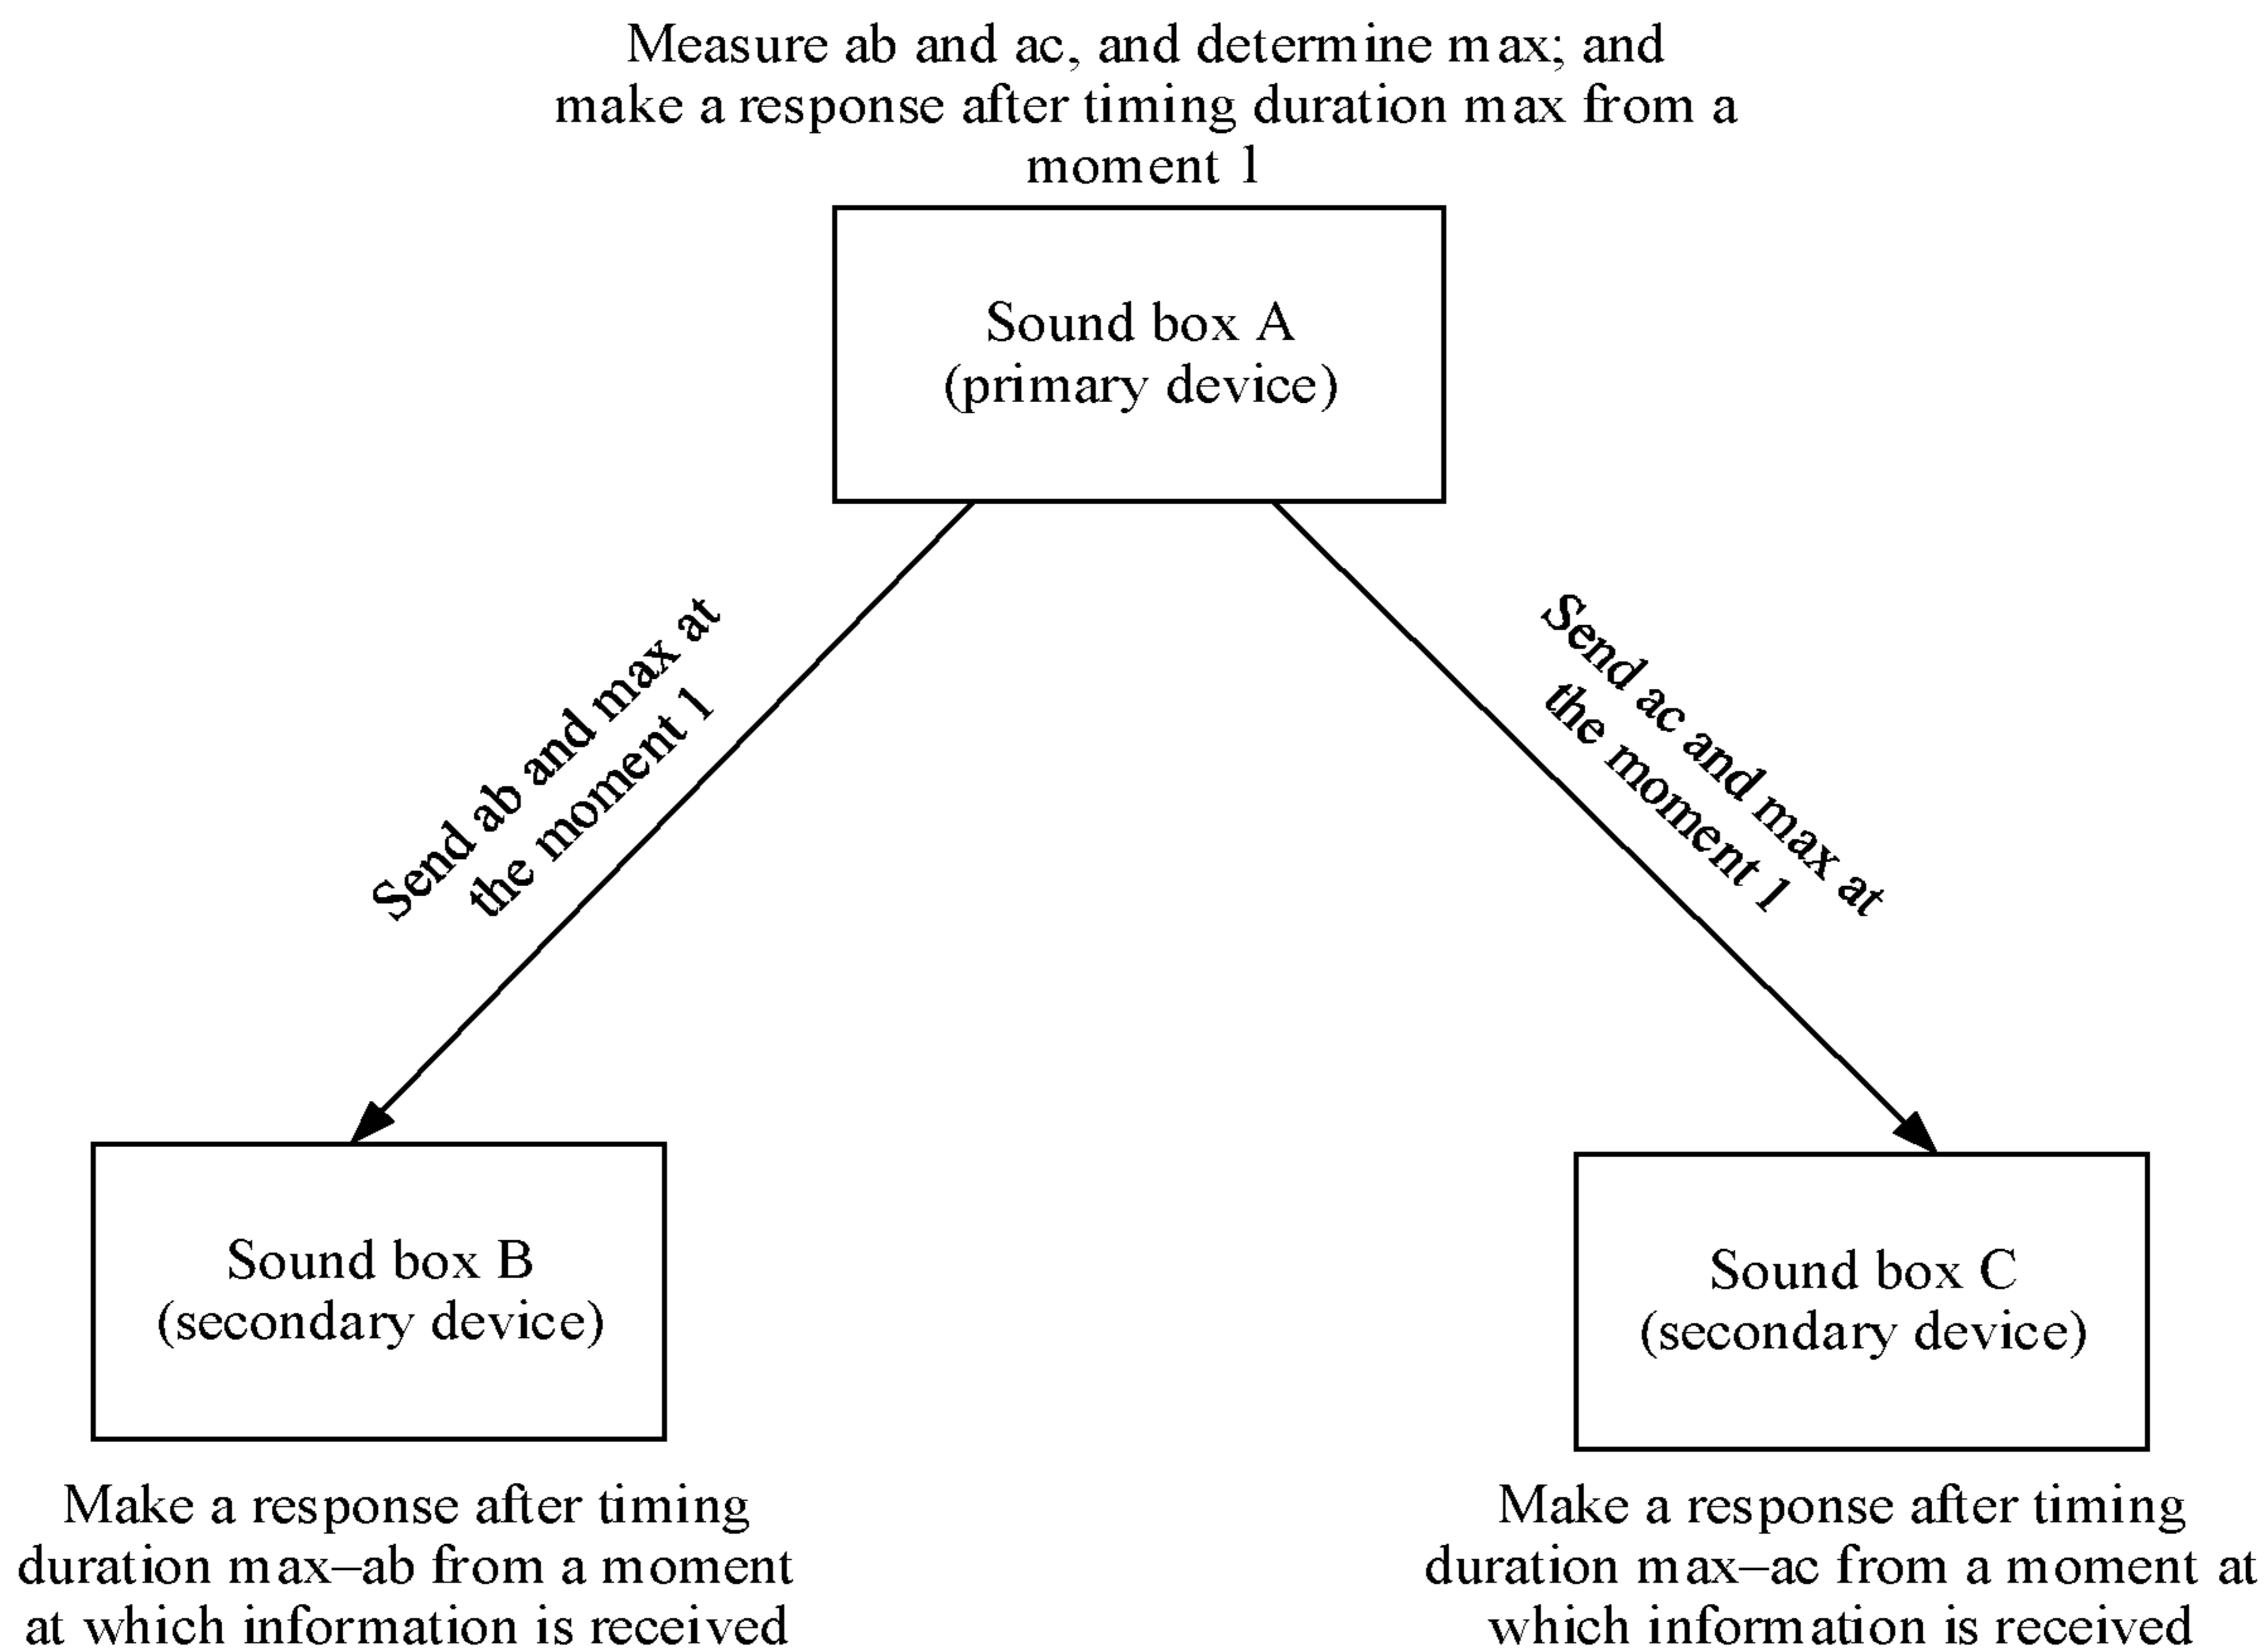 Measure ab and ac, and determine max; and
make a response after timing duration max from a
moment 1
Sound box A
(primary device)
Send ab and max at
the moment 1
Send ac and max at
the moment 1
Sound box B
(secondary device)
Sound box C
(secondary device)
Make a response after timing
duration max–ab from a moment
at which information is received
Make a response after timing
duration max–ac from a moment at
which information is received